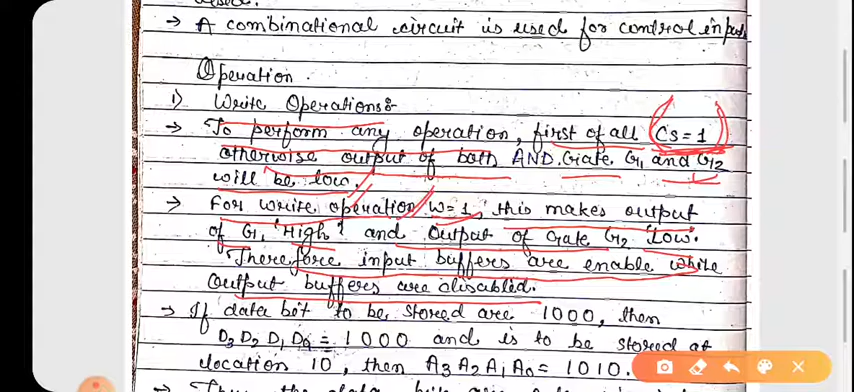 → A combinational circuit is used for control input
Operation.
1) Write Operations:
→ To perform any operation, first of all CS=1
otherwise output of both AND Gate G1 and G2
will be low.
→ For write operation W=1, this makes output
of G1 'High' and output of Gate G2 'Low'.
Therefore input buffers are enable while
Output buffers are disabled.
→ If data bit to be stored are 1000, then
D3 D2 D1 D0 = 1000 and is to be stored at
location 10, then A3 A2 A1 A0 = 1010.